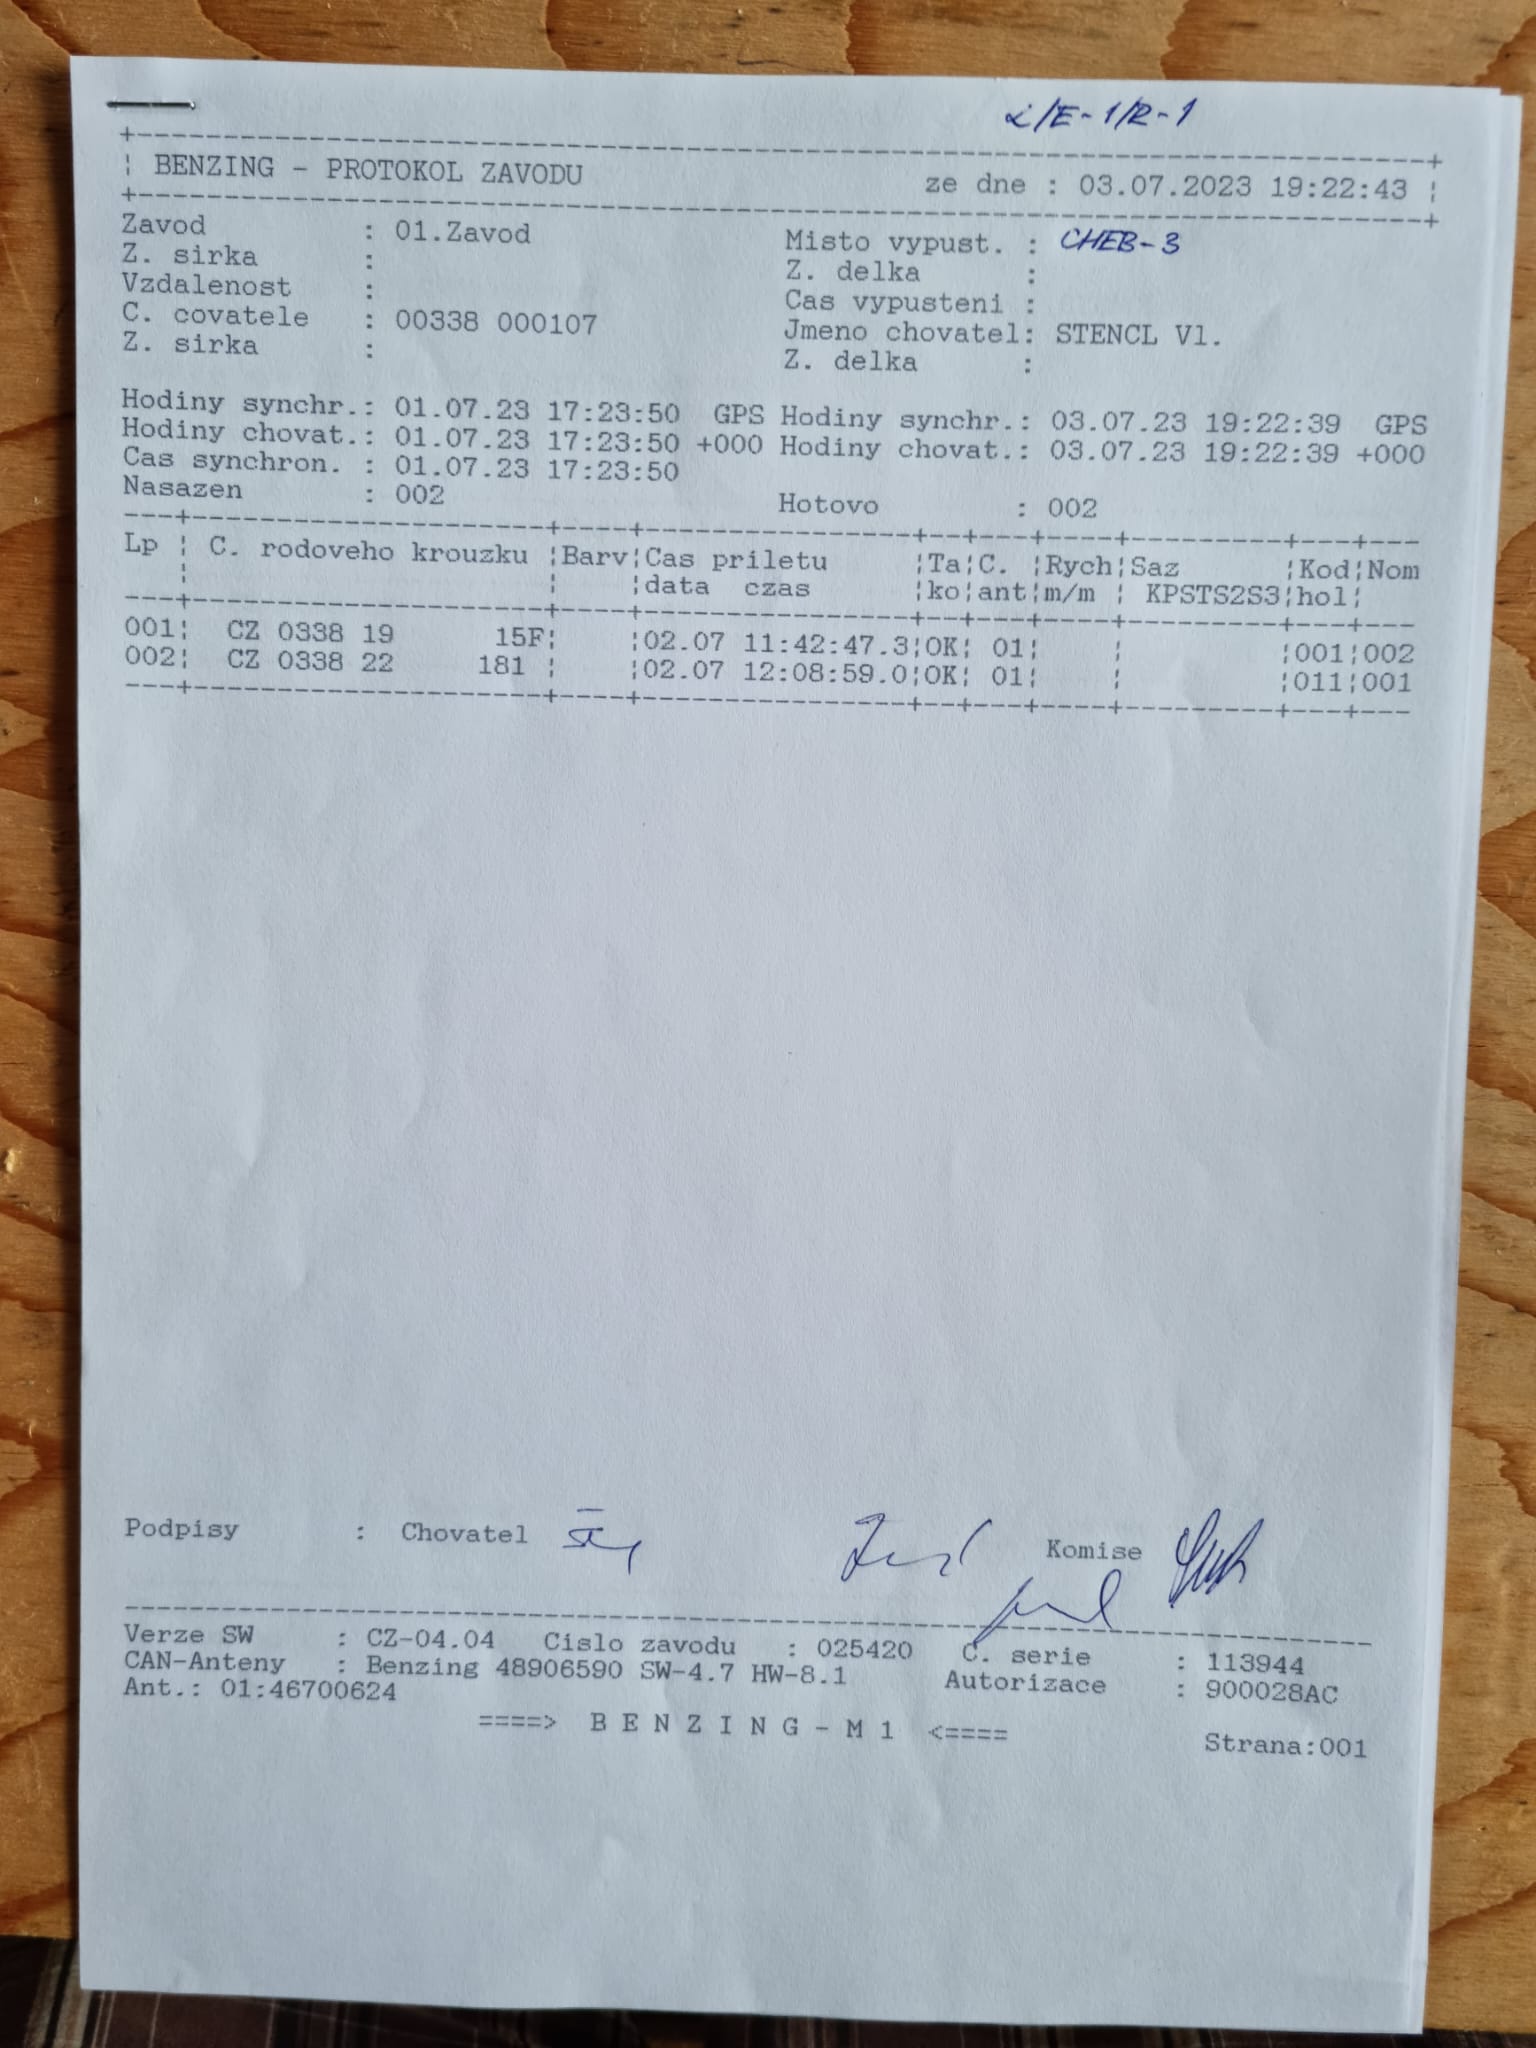 i/E-1/R-1
BENZING - PROTOKOL ZAVODU ze dne : 03.07.2023 19:22:43
Zavod : 01.Zavod Misto vypust. : CHEB-3
Z. sirka : Z. delka :
Vzdalenost : Cas vypusteni :
C. covatele : 00338 000107 Jmeno chovatel: STENCL Vl.
Z. sirka : Z. delka :
Hodiny synchr.: 01.07.23 17:23:50 GPS Hodiny synchr.: 03.07.23 19:22:39 GPS
Hodiny chovat.: 01.07.23 17:23:50 +000 Hodiny chovat.: 03.07.23 19:22:39 +000
Cas synchron. : 01.07.23 17:23:50
Nasazen : 002 Hotovo : 002
Lp ¦ C. rodoveho krouzku ¦Barv¦Cas priletu ¦Ta¦C. ¦Rych¦Saz ¦Kod¦Nom
¦ ¦ ¦data czas ¦ko¦ant¦m/m ¦ KPSTS2S3¦hol¦
001¦ CZ 0338 19 15F¦ ¦02.07 11:42:47.3¦OK¦ 01¦ ¦ ¦001¦002
002¦ CZ 0338 22 181 ¦ ¦02.07 12:08:59.0¦OK¦ 01¦ ¦ ¦011¦001
Podpisy : Chovatel Komise
Verze SW : CZ-04.04 Cislo zavodu : 025420 C. serie : 113944
CAN-Anteny : Benzing 48906590 SW-4.7 HW-8.1 Autorizace : 900028AC
Ant.: 01:46700624
====> B E N Z I N G - M 1 <====
Strana:001